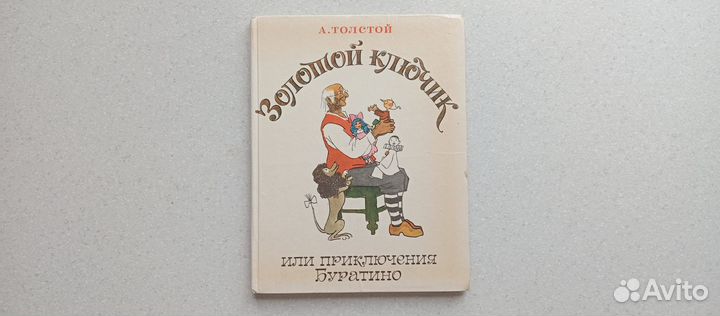 А.ТОЛСТОЙ
ЗОЛОТОЙ КЛЮЧИК
ИЛИ ПРИКЛЮЧЕНИЯ
БУРАТИНО
Avito